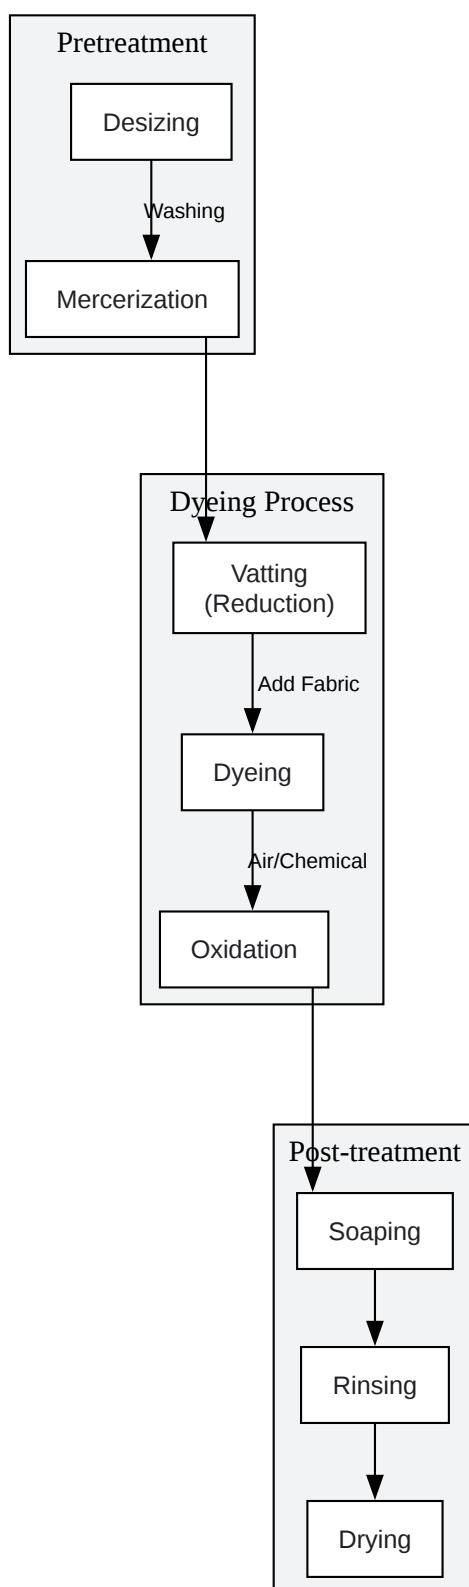 Pretreatment
Desizing
Washing
Mercerization
Dyeing Process
Vatting
(Reduction)
Add Fabric
Dyeing
Air/Chemical
Oxidation
Post-treatment
Soaping
Rinsing
Drying